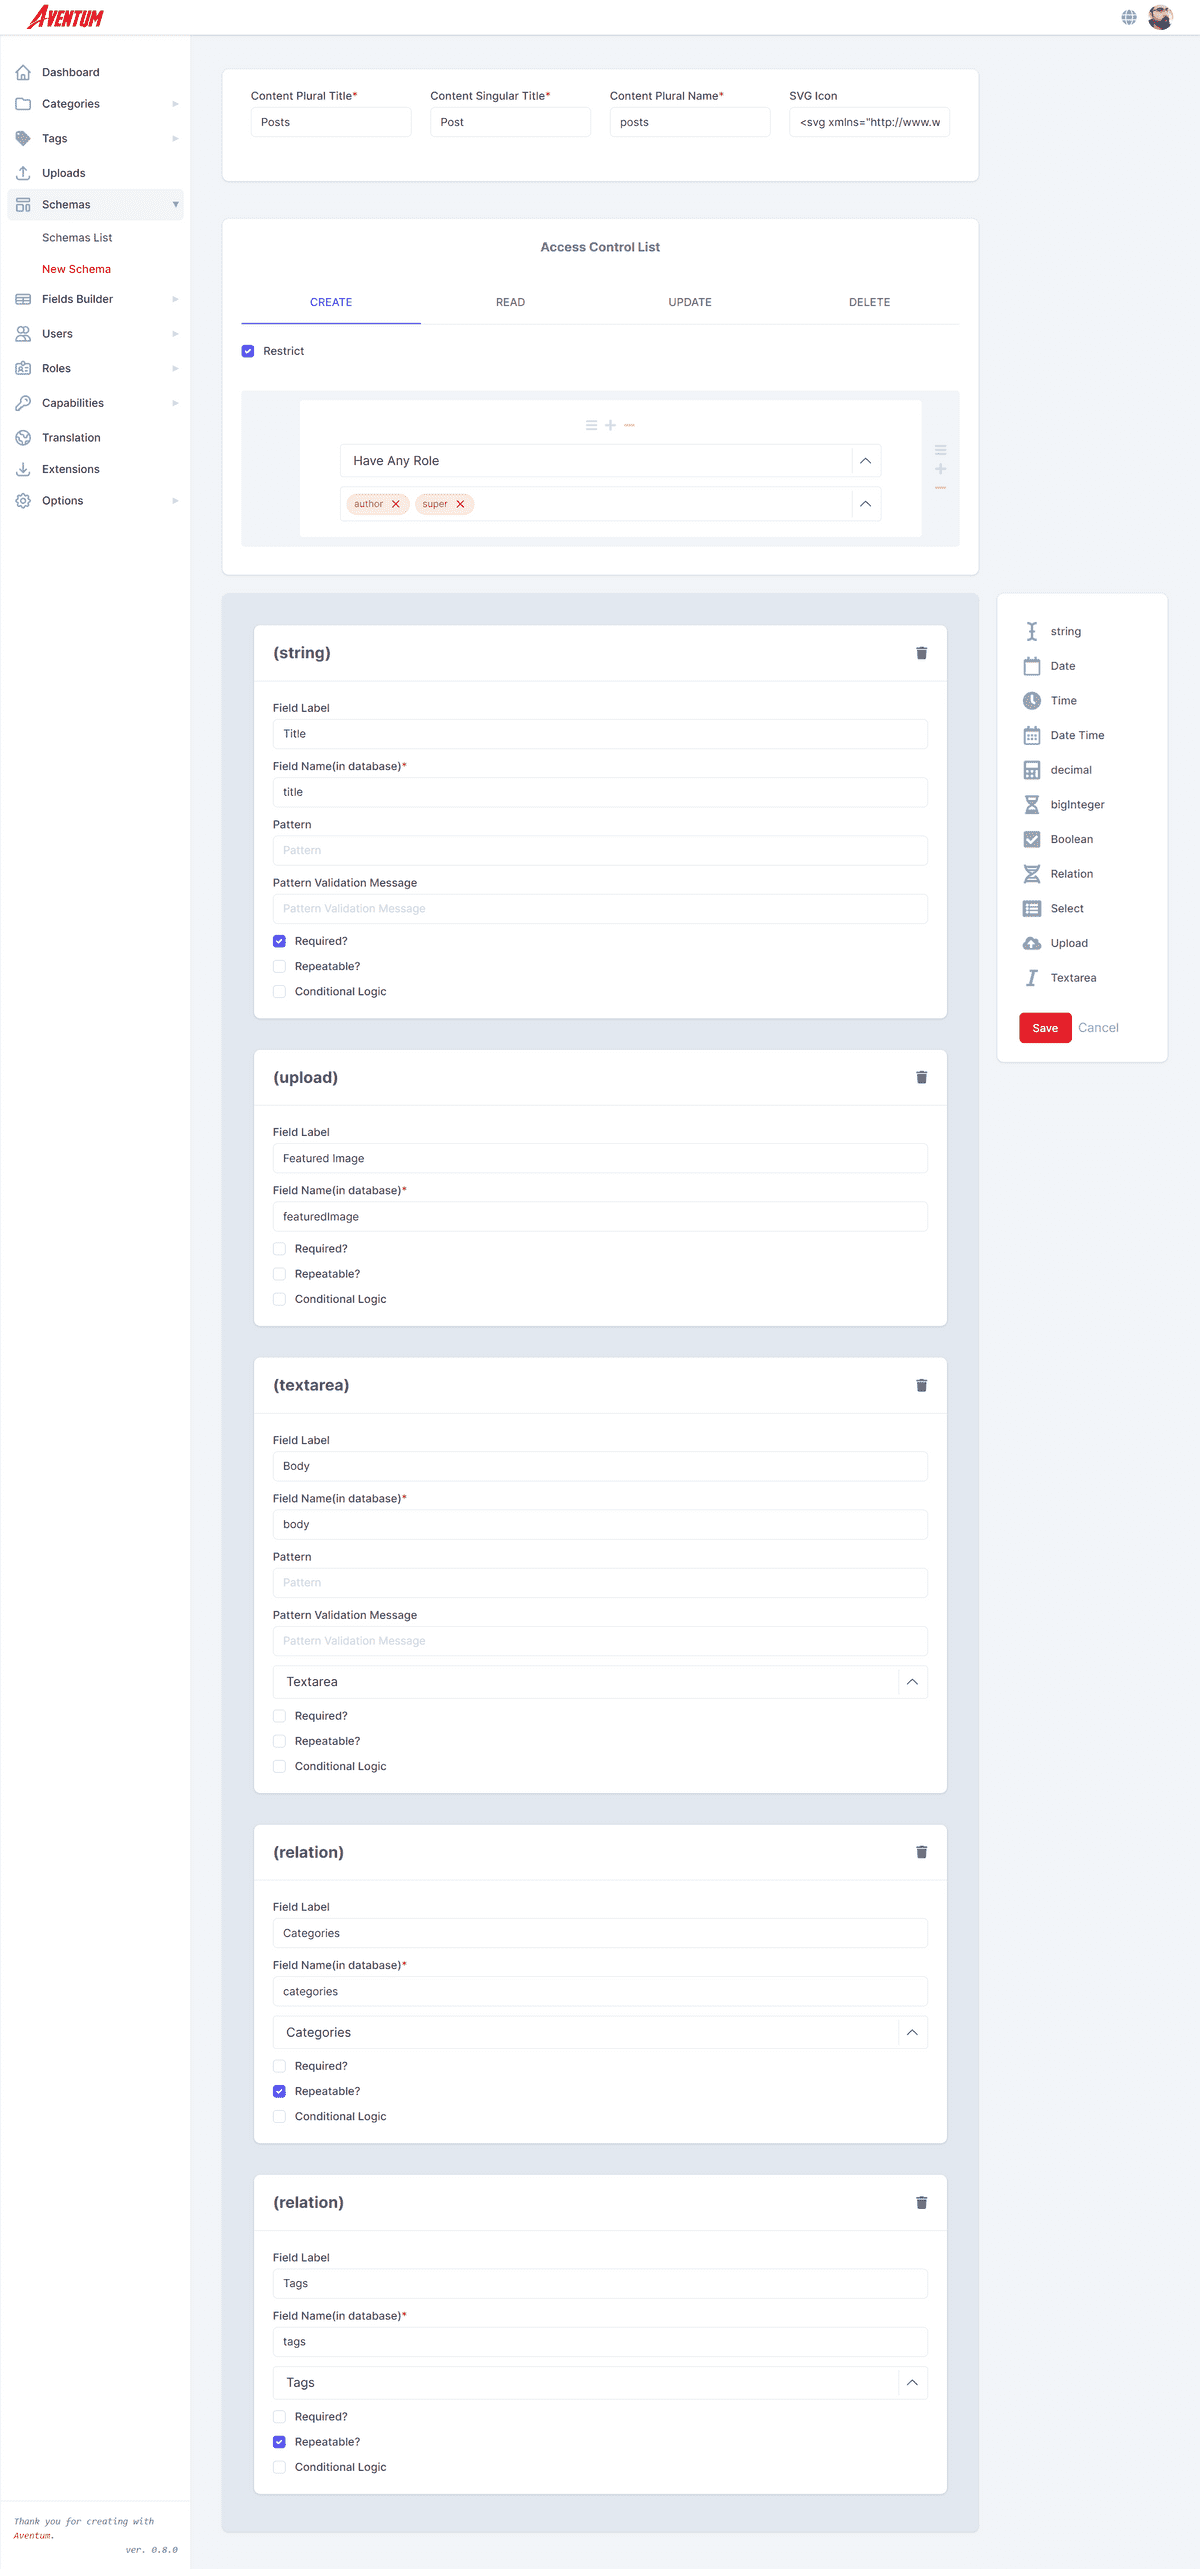 AVENTUM
Dashboard
Categories
Tags
Uploads
Schemas
Schemas List
New Schema
Fields Builder
Users
Roles
Capabilities
Translation
Extensions
Options
Thank you for creating with
Aventum.
ver. 0.8.0
Content Plural Title*
Posts
Content Singular Title*
Post
Content Plural Name*
posts
SVG Icon
<svg xmlns="http://www.w
Access Control List
CREATE READ UPDATE DELETE
Restrict
Have Any Role
author super
(string)
Field Label
Title
Field Name(in database)*
title
Pattern
Pattern
Pattern Validation Message
Pattern Validation Message
Required?
Repeatable?
Conditional Logic
(upload)
Field Label
Featured Image
Field Name(in database)*
featuredImage
Required?
Repeatable?
Conditional Logic
(textarea)
Field Label
Body
Field Name(in database)*
body
Pattern
Pattern
Pattern Validation Message
Pattern Validation Message
Textarea
Required?
Repeatable?
Conditional Logic
(relation)
Field Label
Categories
Field Name(in database)*
categories
Categories
Required?
Repeatable?
Conditional Logic
(relation)
Field Label
Tags
Field Name(in database)*
tags
Tags
Required?
Repeatable?
Conditional Logic
string
Date
Time
Date Time
decimal
bigInteger
Boolean
Relation
Select
Upload
Textarea
Save Cancel